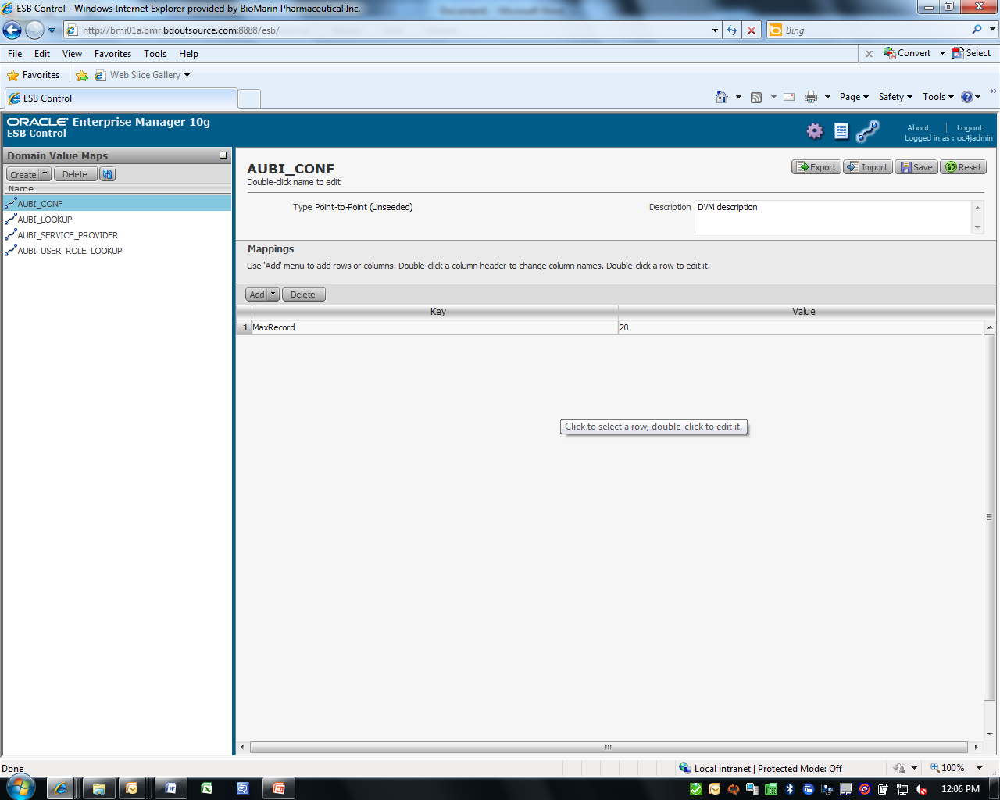 ESB Control - Windows Internet Explorer provided by BioMarin Pharmaceutical Inc.
http://bmr01a.bmr.bdoutsource.com:8888/esb/
Bing
File Edit View Favorites Tools Help
x Convert Select
Favorites Web Slice Gallery
ESB Control
Page Safety Tools
ORACLE Enterprise Manager 10g
ESB Control
About Logout
Logged in as : oc4jadmin
Domain Value Maps
Create Delete
Name
AUBI_CONF
AUBI_LOOKUP
AUBI_SERVICE_PROVIDER
AUBI_USER_ROLE_LOOKUP
AUBI_CONF
Double-click name to edit
Export Import Save Reset
Type Point-to-Point (Unseeded)
Description DVM description
Mappings
Use 'Add' menu to add rows or columns. Double-click a column header to change column names. Double-click a row to edit it.
Add Delete
Key Value
1 MaxRecord 20
Click to select a row; double-click to edit it.
Done
Local intranet | Protected Mode: Off
100%
12:06 PM